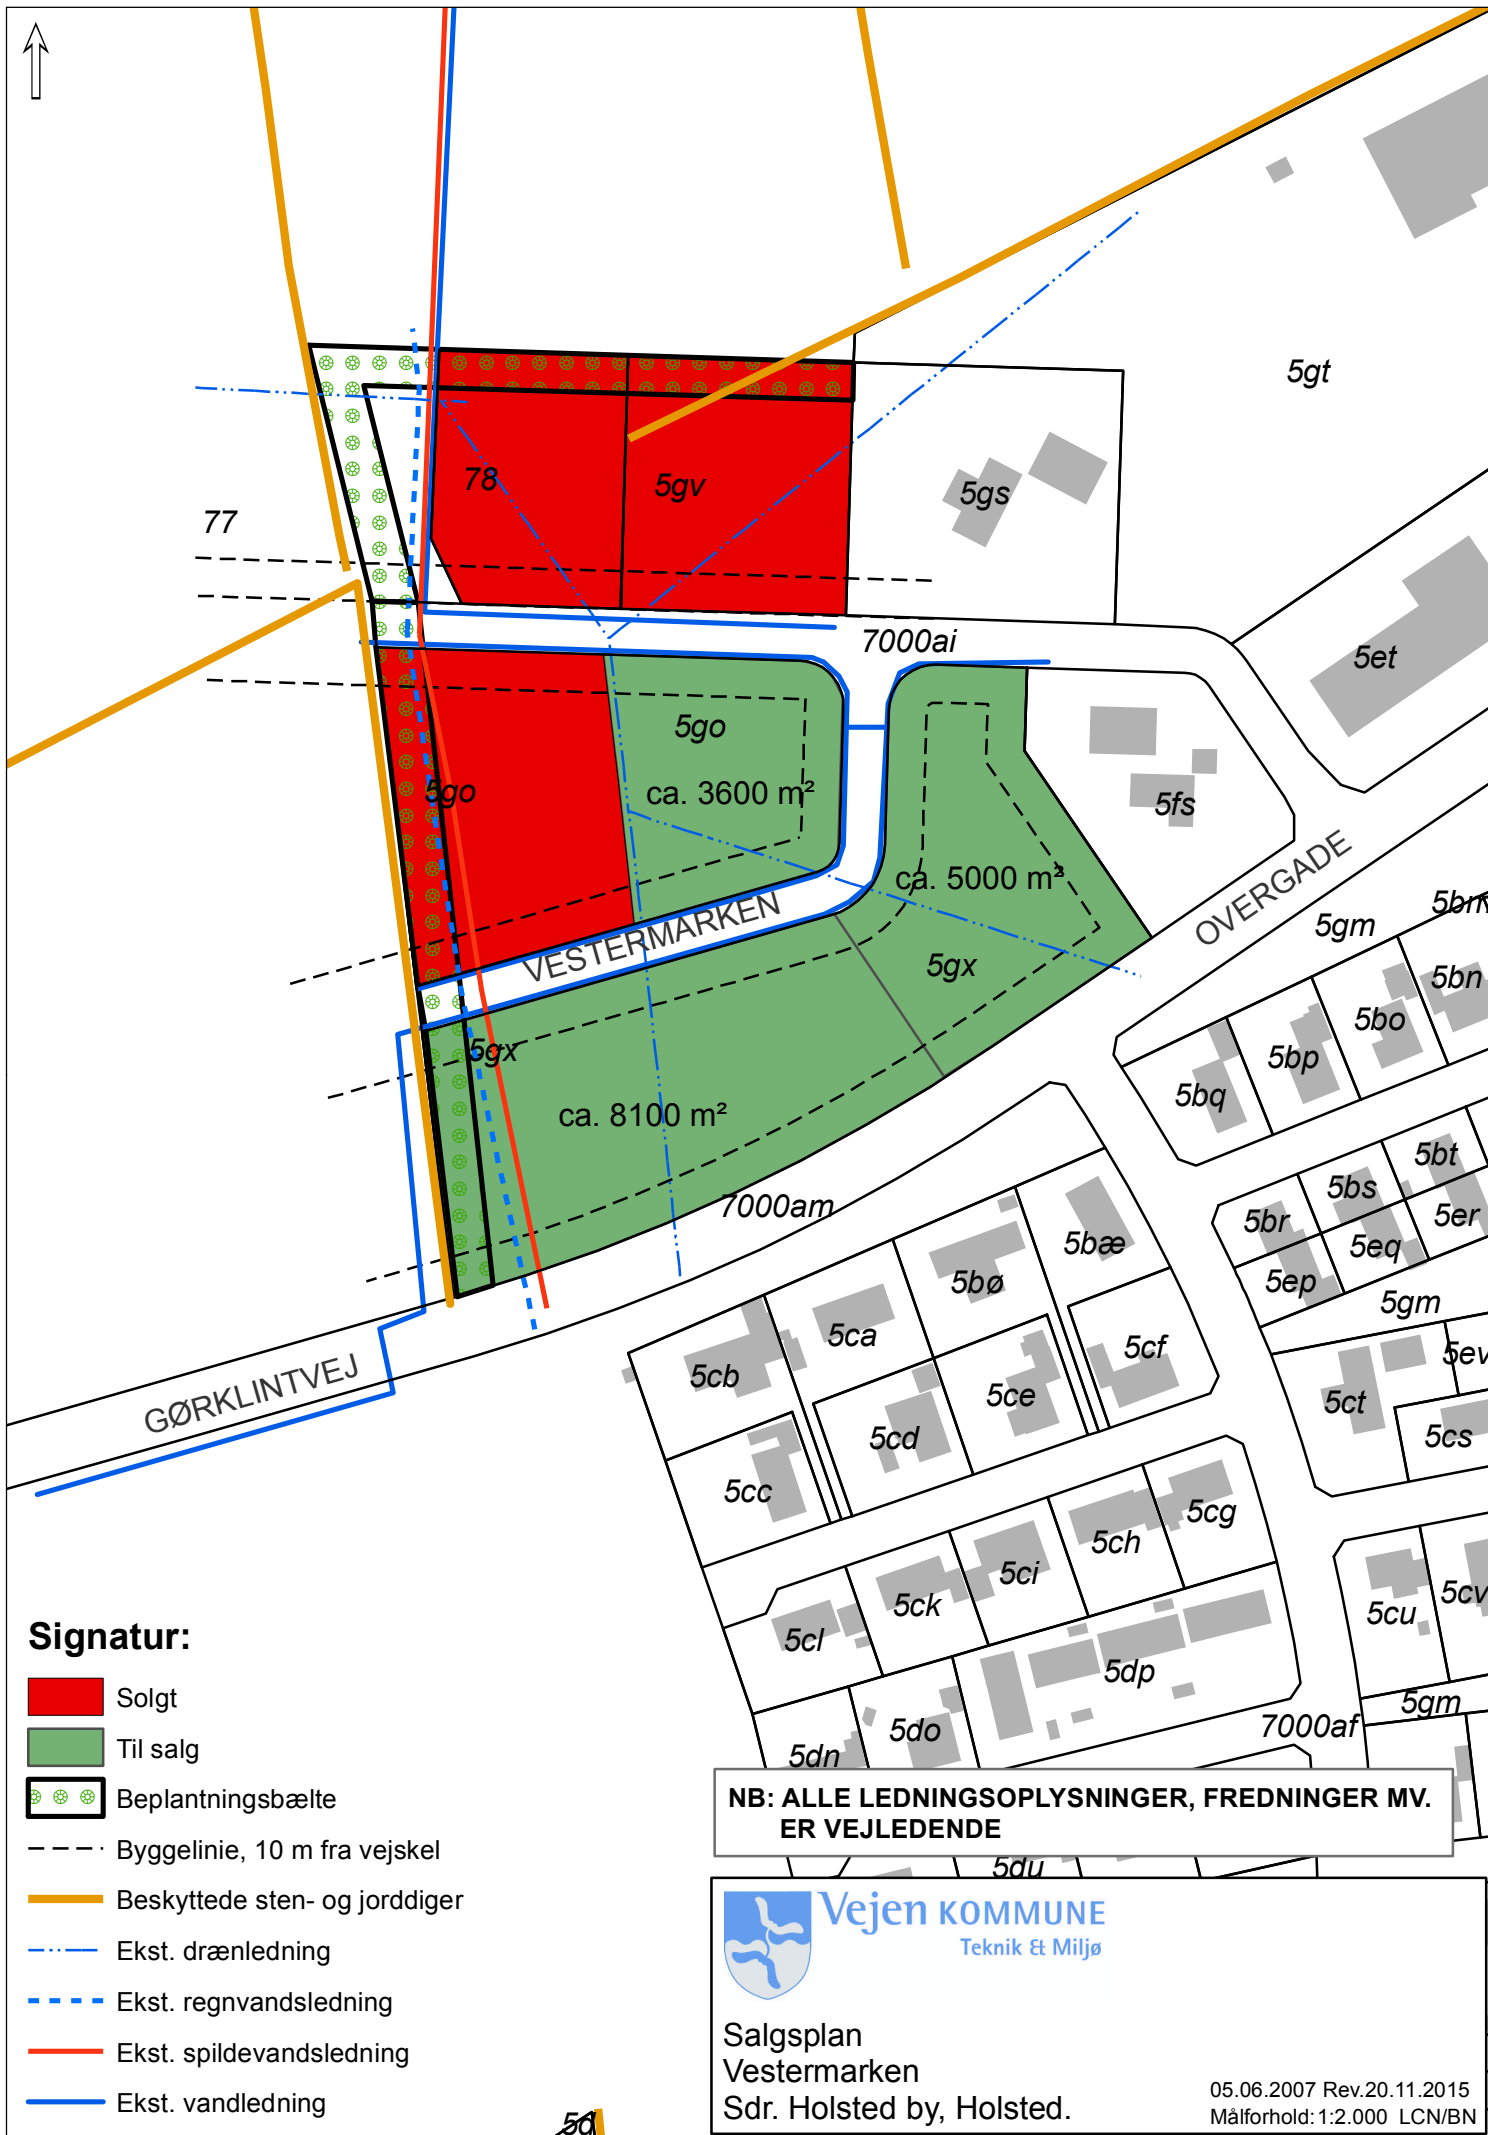 5gt
78
5gv
5gs
77
7000ai
5et
5go
ca. 3600 m²
5go
5fs
ca. 5000 m²
OVERGADE
VESTERMARKEN
5gm
5gx
5bn
5bo
5bp
5bq
5gx
ca. 8100 m²
5bt
5bs
5br
5er
5eq
5ep
7000am
5bæ
5bø
5gm
5ca
5cf
5cb
5ev
5ce
5ct
GØRKLINTVEJ
5cd
5cs
5cc
5cg
5ch
5ci
5ck
5cv
5cu
5cl
5dp
5gm
7000af
5do
5dn
NB: ALLE LEDNINGSOPLYSNINGER, FREDNINGER MV.
ER VEJLEDENDE
5du
Signatur:
Solgt
Til salg
Beplantningsbælte
Byggelinie, 10 m fra vejskel
Beskyttede sten- og jorddiger
Ekst. drænledning
Ekst. regnvandsledning
Ekst. spildevandsledning
Ekst. vandledning
Vejen KOMMUNE
Teknik & Miljø
Salgsplan
Vestermarken
Sdr. Holsted by, Holsted.
05.06.2007 Rev.20.11.2015
Målforhold:1:2.000 LCN/BN